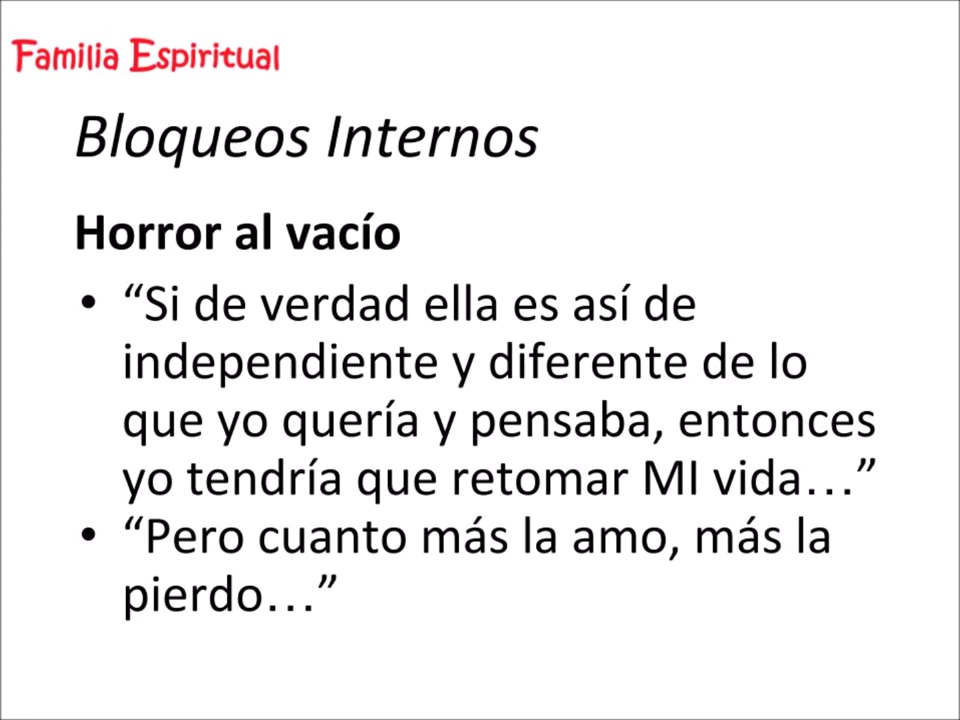 Familia Espiritual
Bloqueos Internos
Horror al vacío
• “Si de verdad ella es así de
independiente y diferente de lo
que yo quería y pensaba, entonces
yo tendría que retomar MI vida…”
• “Pero cuanto más la amo, más la
pierdo…”